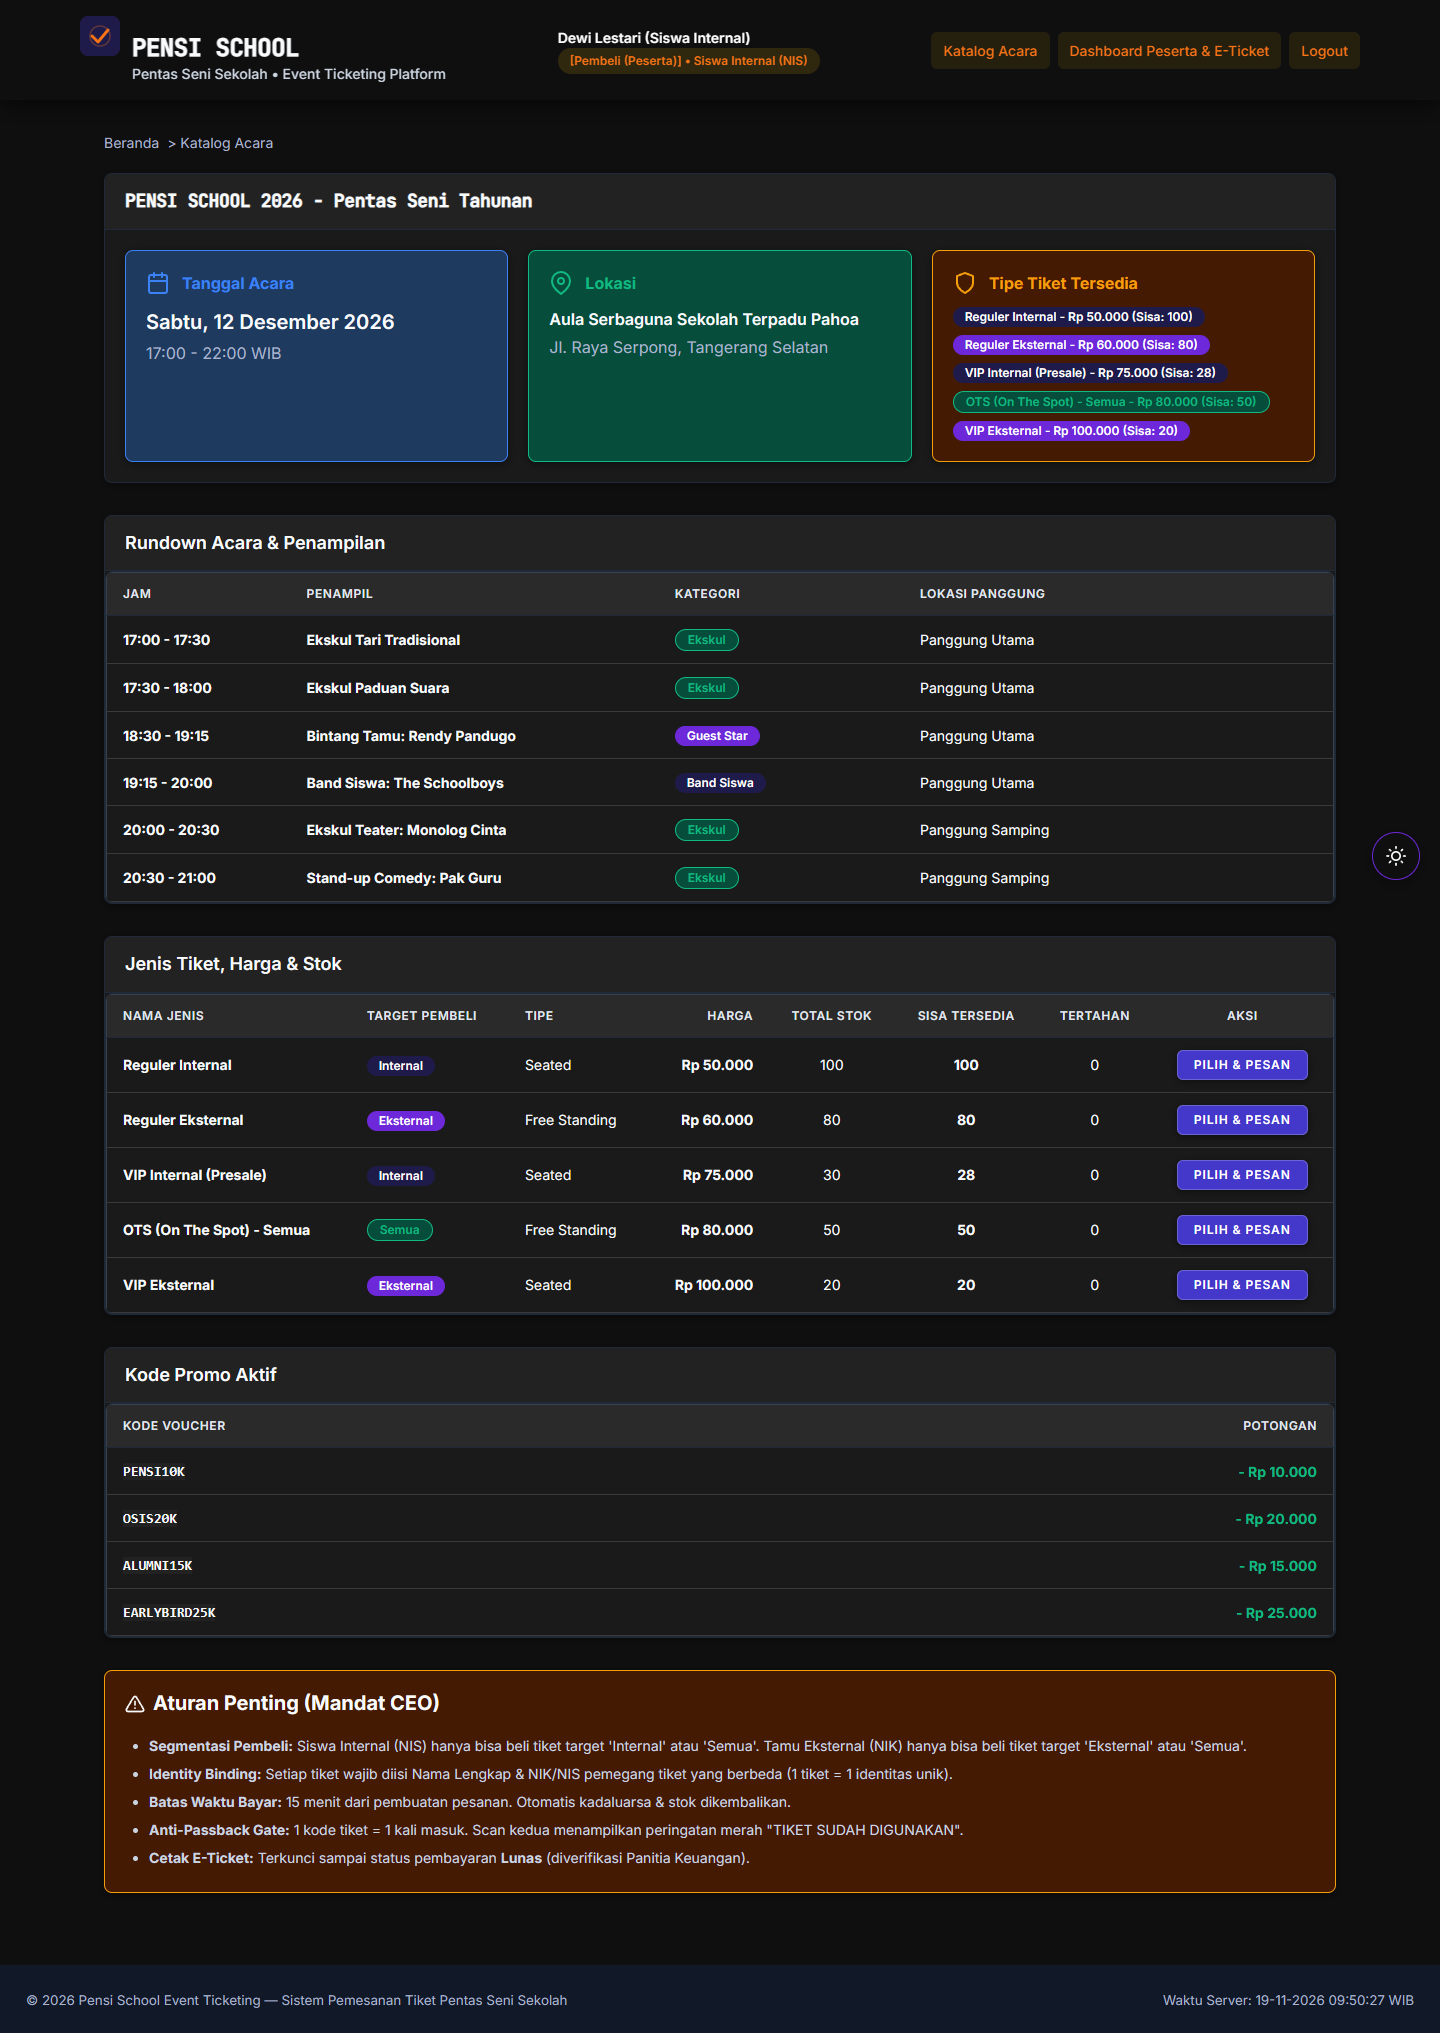 PENSI SCHOOL
Pentas Seni Sekolah • Event Ticketing Platform
Dewi Lestari (Siswa Internal)
[Pembeli (Peserta)] • Siswa Internal (NIS)
Katalog Acara
Dashboard Peserta & E-Ticket
Logout
Beranda > Katalog Acara
PENSI SCHOOL 2026 - Pentas Seni Tahunan
Tanggal Acara
Sabtu, 12 Desember 2026
17:00 - 22:00 WIB
Lokasi
Aula Serbaguna Sekolah Terpadu Pahoa
Jl. Raya Serpong, Tangerang Selatan
Tipe Tiket Tersedia
Reguler Internal - Rp 50.000 (Sisa: 100)
Reguler Eksternal - Rp 60.000 (Sisa: 80)
VIP Internal (Presale) - Rp 75.000 (Sisa: 28)
OTS (On The Spot) - Semua - Rp 80.000 (Sisa: 50)
VIP Eksternal - Rp 100.000 (Sisa: 20)
Rundown Acara & Penampilan
JAM PENAMPIL KATEGORI LOKASI PANGGUNG
17:00 - 17:30 Ekskul Tari Tradisional Ekskul Panggung Utama
17:30 - 18:00 Ekskul Paduan Suara Ekskul Panggung Utama
18:30 - 19:15 Bintang Tamu: Rendy Pandugo Guest Star Panggung Utama
19:15 - 20:00 Band Siswa: The Schoolboys Band Siswa Panggung Utama
20:00 - 20:30 Ekskul Teater: Monolog Cinta Ekskul Panggung Samping
20:30 - 21:00 Stand-up Comedy: Pak Guru Ekskul Panggung Samping
Jenis Tiket, Harga & Stok
NAMA JENIS TARGET PEMBELI TIPE HARGA TOTAL STOK SISA TERSEDIA TERTAHAN AKSI
Reguler Internal Internal Seated Rp 50.000 100 100 0 PILIH & PESAN
Reguler Eksternal Eksternal Free Standing Rp 60.000 80 80 0 PILIH & PESAN
VIP Internal (Presale) Internal Seated Rp 75.000 30 28 0 PILIH & PESAN
OTS (On The Spot) - Semua Semua Free Standing Rp 80.000 50 50 0 PILIH & PESAN
VIP Eksternal Eksternal Seated Rp 100.000 20 20 0 PILIH & PESAN
Kode Promo Aktif
KODE VOUCHER POTONGAN
PENSI10K - Rp 10.000
OSIS20K - Rp 20.000
ALUMNI15K - Rp 15.000
EARLYBIRD25K - Rp 25.000
Aturan Penting (Mandat CEO)
• Segmentasi Pembeli: Siswa Internal (NIS) hanya bisa beli tiket target 'Internal' atau 'Semua'. Tamu Eksternal (NIK) hanya bisa beli tiket target 'Eksternal' atau 'Semua'.
• Identity Binding: Setiap tiket wajib diisi Nama Lengkap & NIK/NIS pemegang tiket yang berbeda (1 tiket = 1 identitas unik).
• Batas Waktu Bayar: 15 menit dari pembuatan pesanan. Otomatis kadaluarsa & stok dikembalikan.
• Anti-Passback Gate: 1 kode tiket = 1 kali masuk. Scan kedua menampilkan peringatan merah "TIKET SUDAH DIGUNAKAN".
• Cetak E-Ticket: Terkunci sampai status pembayaran Lunas (diverifikasi Panitia Keuangan).
© 2026 Pensi School Event Ticketing — Sistem Pemesanan Tiket Pentas Seni Sekolah
Waktu Server: 19-11-2026 09:50:27 WIB